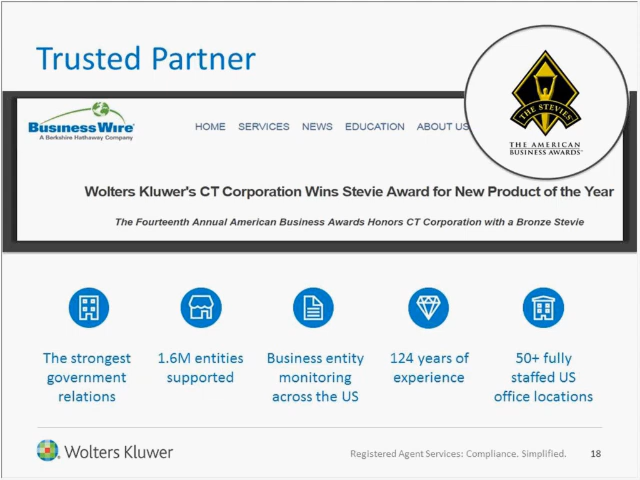 Trusted Partner
THE STEVIES
THE AMERICAN
BUSINESS AWARDS
BusinessWire
A Berkshire Hathaway Company
HOME SERVICES NEWS EDUCATION ABOUT US
Wolters Kluwer's CT Corporation Wins Stevie Award for New Product of the Year
The Fourteenth Annual American Business Awards Honors CT Corporation with a Bronze Stevie
The strongest
government
relations
1.6M entities
supported
Business entity
monitoring
across the US
124 years of
experience
50+ fully
staffed US
office locations
Wolters Kluwer
Registered Agent Services: Compliance. Simplified. 18